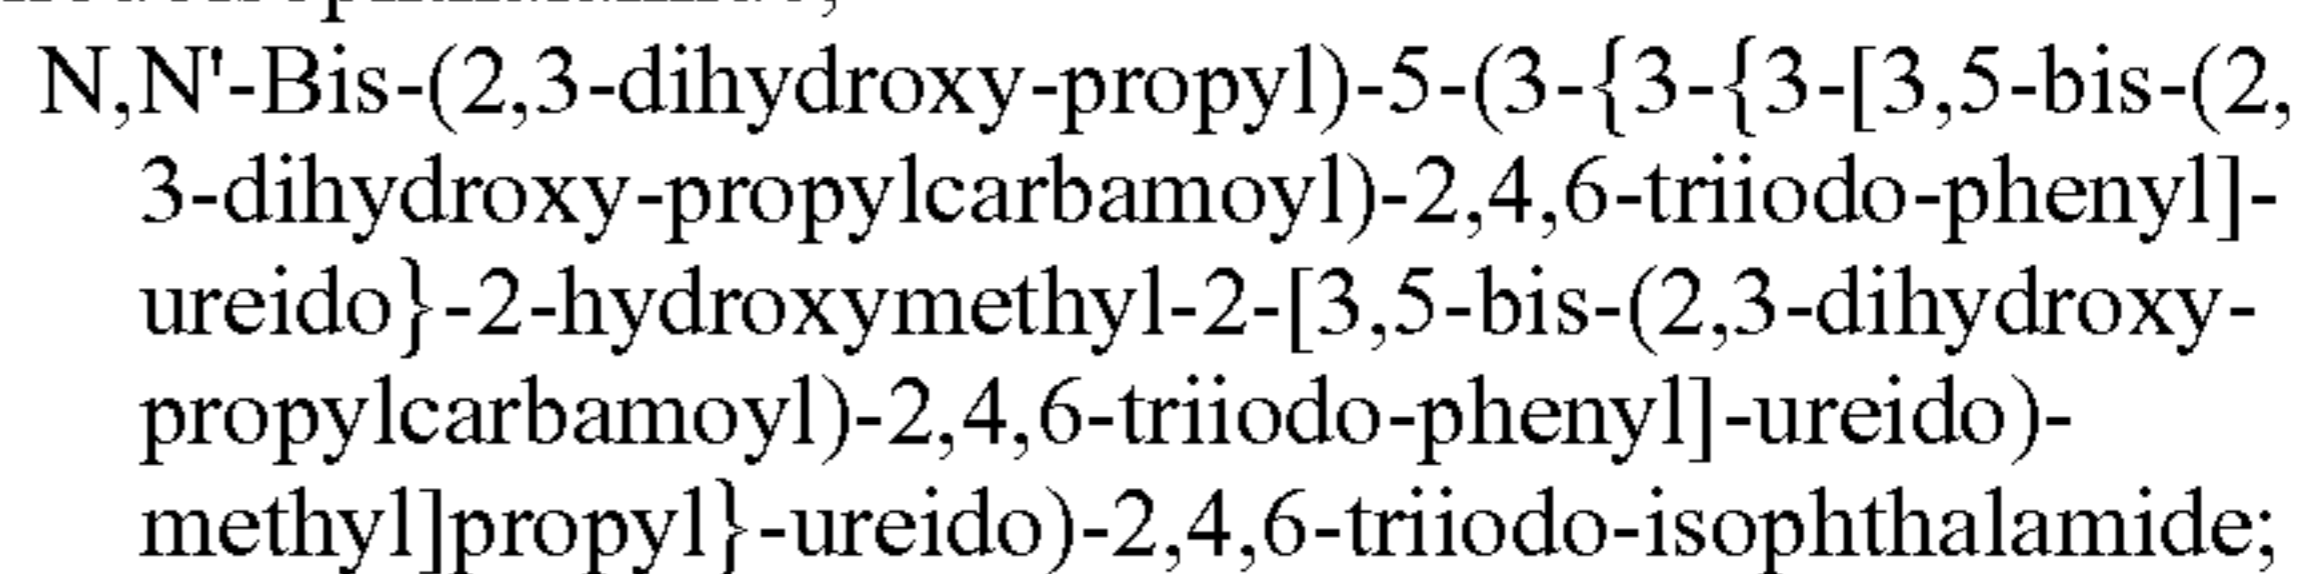 N,N'-Bis-(2,3-dihydroxy-propyl)-5-(3-{3-{3-[3,5-bis-(2,
3-dihydroxy-propylcarbamoyl)-2,4,6-triiodo-phenyl]-
ureido}-2-hydroxymethyl-2-[3,5-bis-(2,3-dihydroxy-
propylcarbamoyl)-2,4,6-triiodo-phenyl]-ureido)-
methyl]propyl}-ureido)-2,4,6-triiodo-isophthalamide;